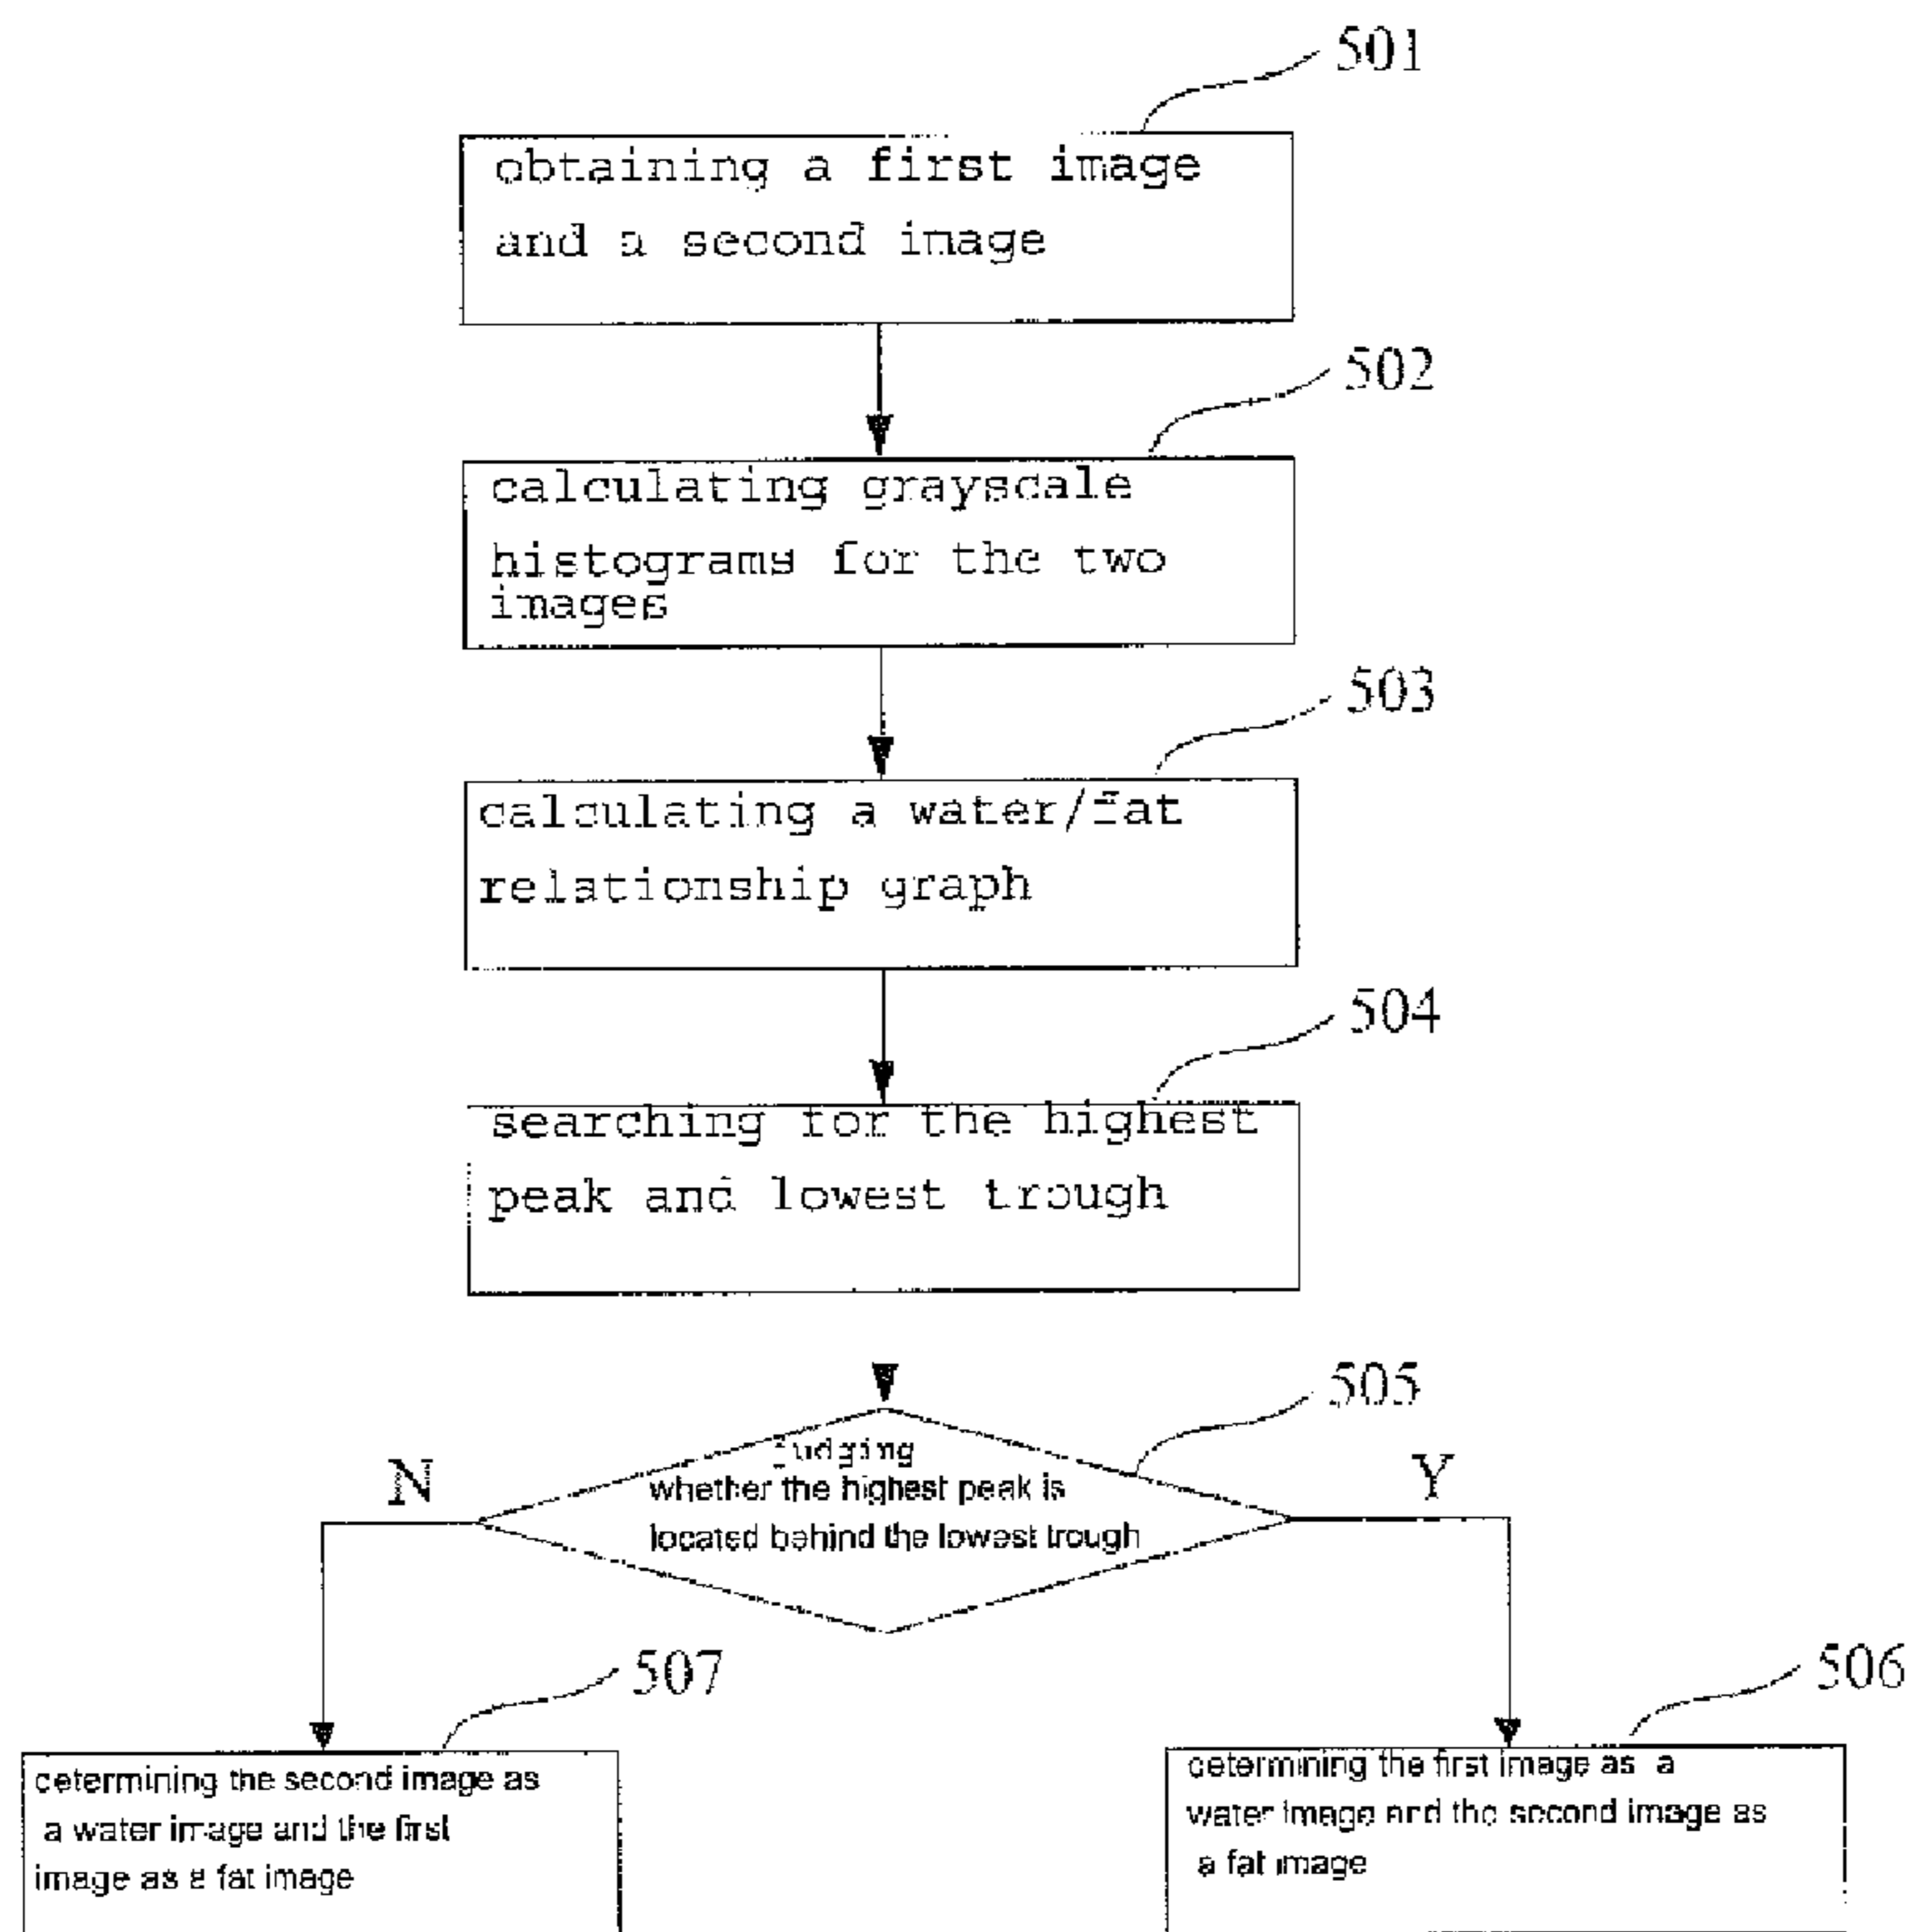 501
obtaining a first image
and a second image
502
calculating grayscale
histograms for the two
images
503
calculating a water/fat
relationship graph
504
searching for the highest
peak and lowest trough
505
N
judging
Y
whether the highest peak is
located behind the lowest trough
507
506
determining the second image as
a water image and the first
image as a fat image
determining the first image as a
water image and the second image as
a fat image